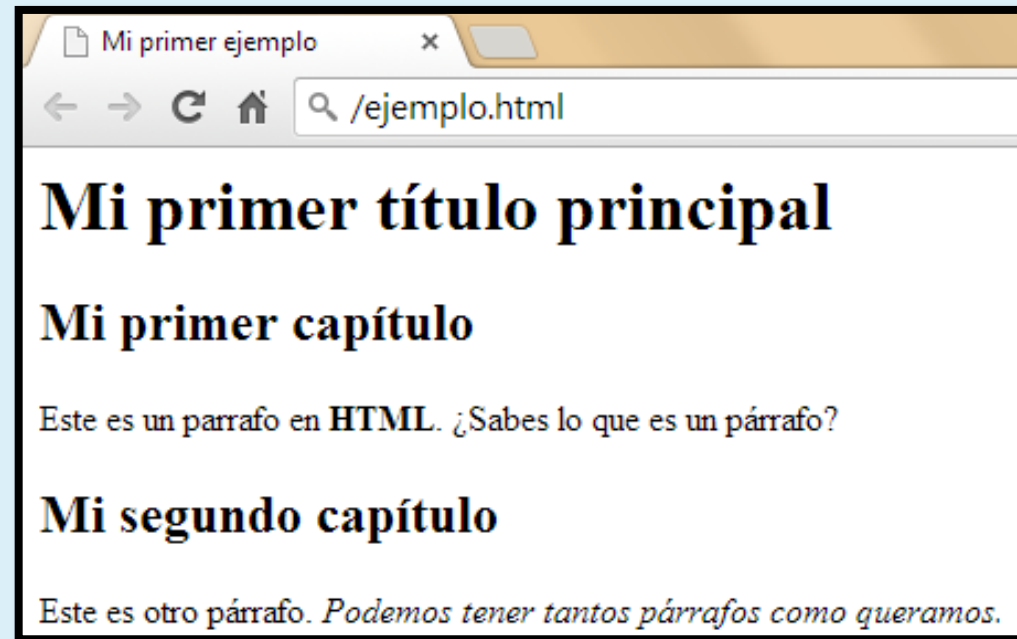 Mi primer ejemplo
/ejemplo.html
Mi primer título principal
Mi primer capítulo
Este es un parrafo en HTML. ¿Sabes lo que es un párrafo?
Mi segundo capítulo
Este es otro párrafo. Podemos tener tantos párrafos como queramos.